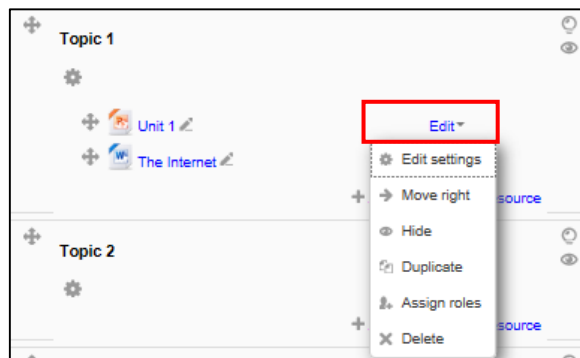 Topic 1
Unit 1
Edit
The Internet
Edit settings
Move right
source
Hide
Topic 2
Duplicate
Assign roles
source
Delete